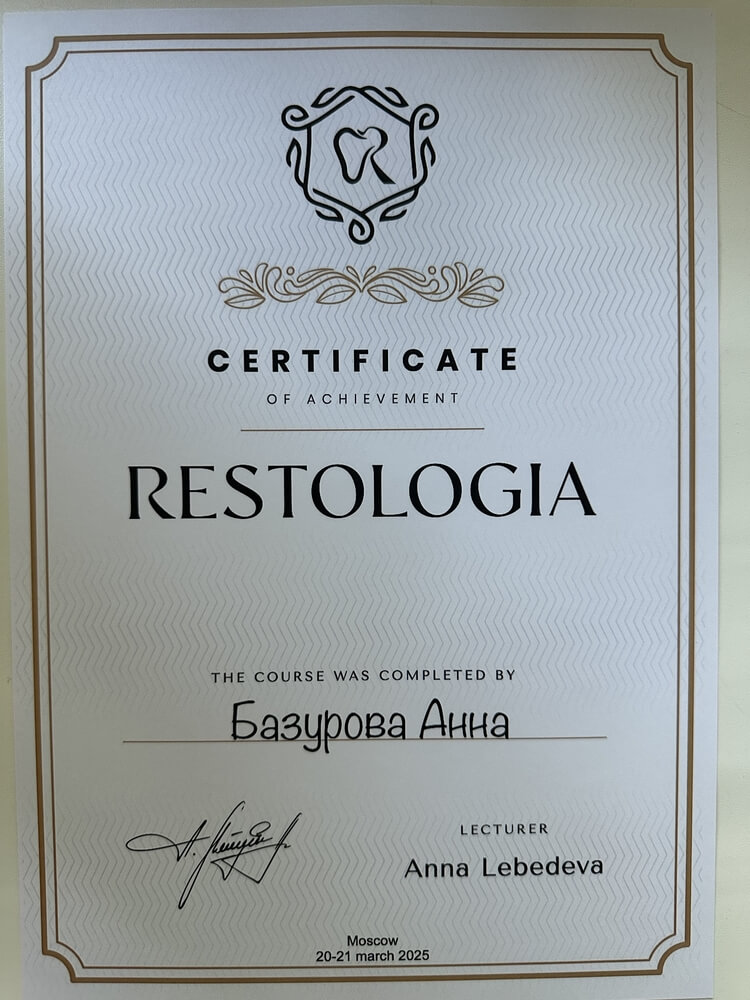 R
CERTIFICATE
OF ACHIEVEMENT
RESTOLOGIA
THE COURSE WAS COMPLETED BY
Базурова Анна
LECTURER
Anna Lebedeva
Moscow
20-21 march 2025